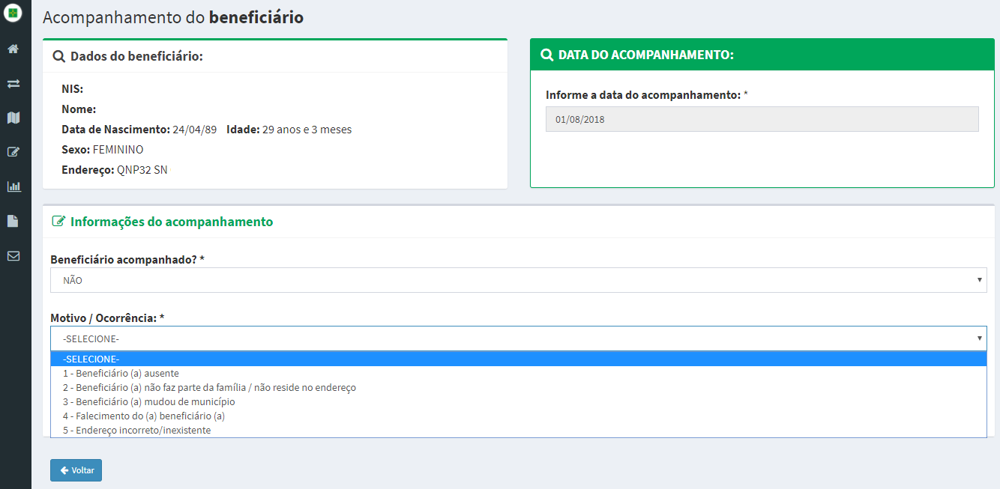 Acompanhamento do beneficiário
Dados do beneficiário:
NIS:
Nome:
Data de Nascimento: 24/04/89 Idade: 29 anos e 3 meses
Sexo: FEMININO
Endereço: QNP32 SN
DATA DO ACOMPANHAMENTO:
Informe a data do acompanhamento: *
01/08/2018
Informações do acompanhamento
Beneficiário acompanhado? *
NÃO
Motivo / Ocorrência: *
-SELECIONE-
-SELECIONE-
1 - Beneficiário (a) ausente
2 - Beneficiário (a) não faz parte da família / não reside no endereço
3 - Beneficiário (a) mudou de município
4 - Falecimento do (a) beneficiário (a)
5 - Endereço incorreto/inexistente
Voltar